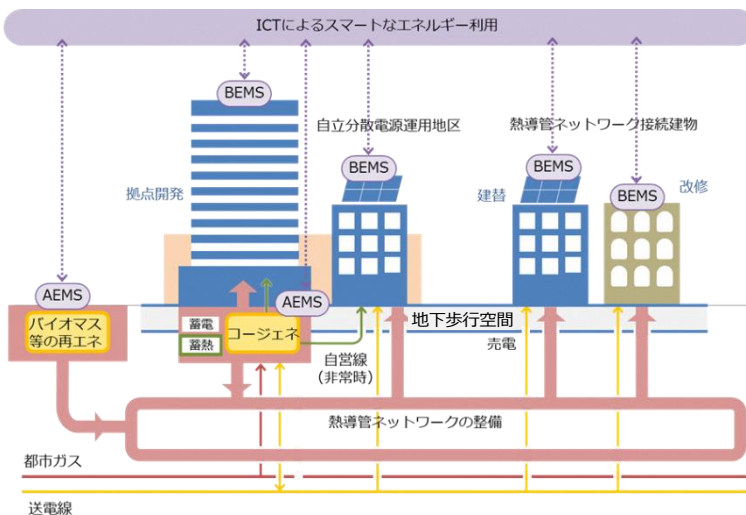 ICTによるスマートなエネルギー利用
BEMS
自立分散電源運用地区
熱導管ネットワーク接続建物
BEMS
BEMS
BEMS
拠点開発
建替
改修
AEMS
AEMS
バイオマス
等の再エネ
蓄電
蓄熱
コージェネ
地下歩行空間
自営線
(非常時)
売電
熱導管ネットワークの整備
都市ガス
送電線